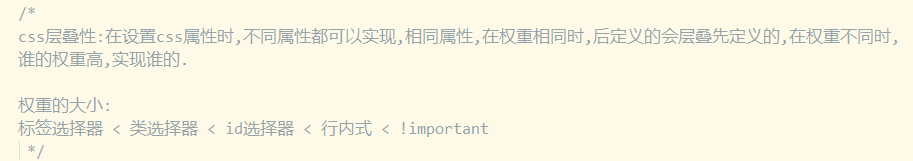 /*
css层叠性:在设置css属性时,不同属性都可以实现,相同属性,在权重相同时,后定义的会层叠先定义的,在权重不同时,
谁的权重高,实现谁的.
权重的大小:
标签选择器 < 类选择器 < id选择器 < 行内式 < !important
*/